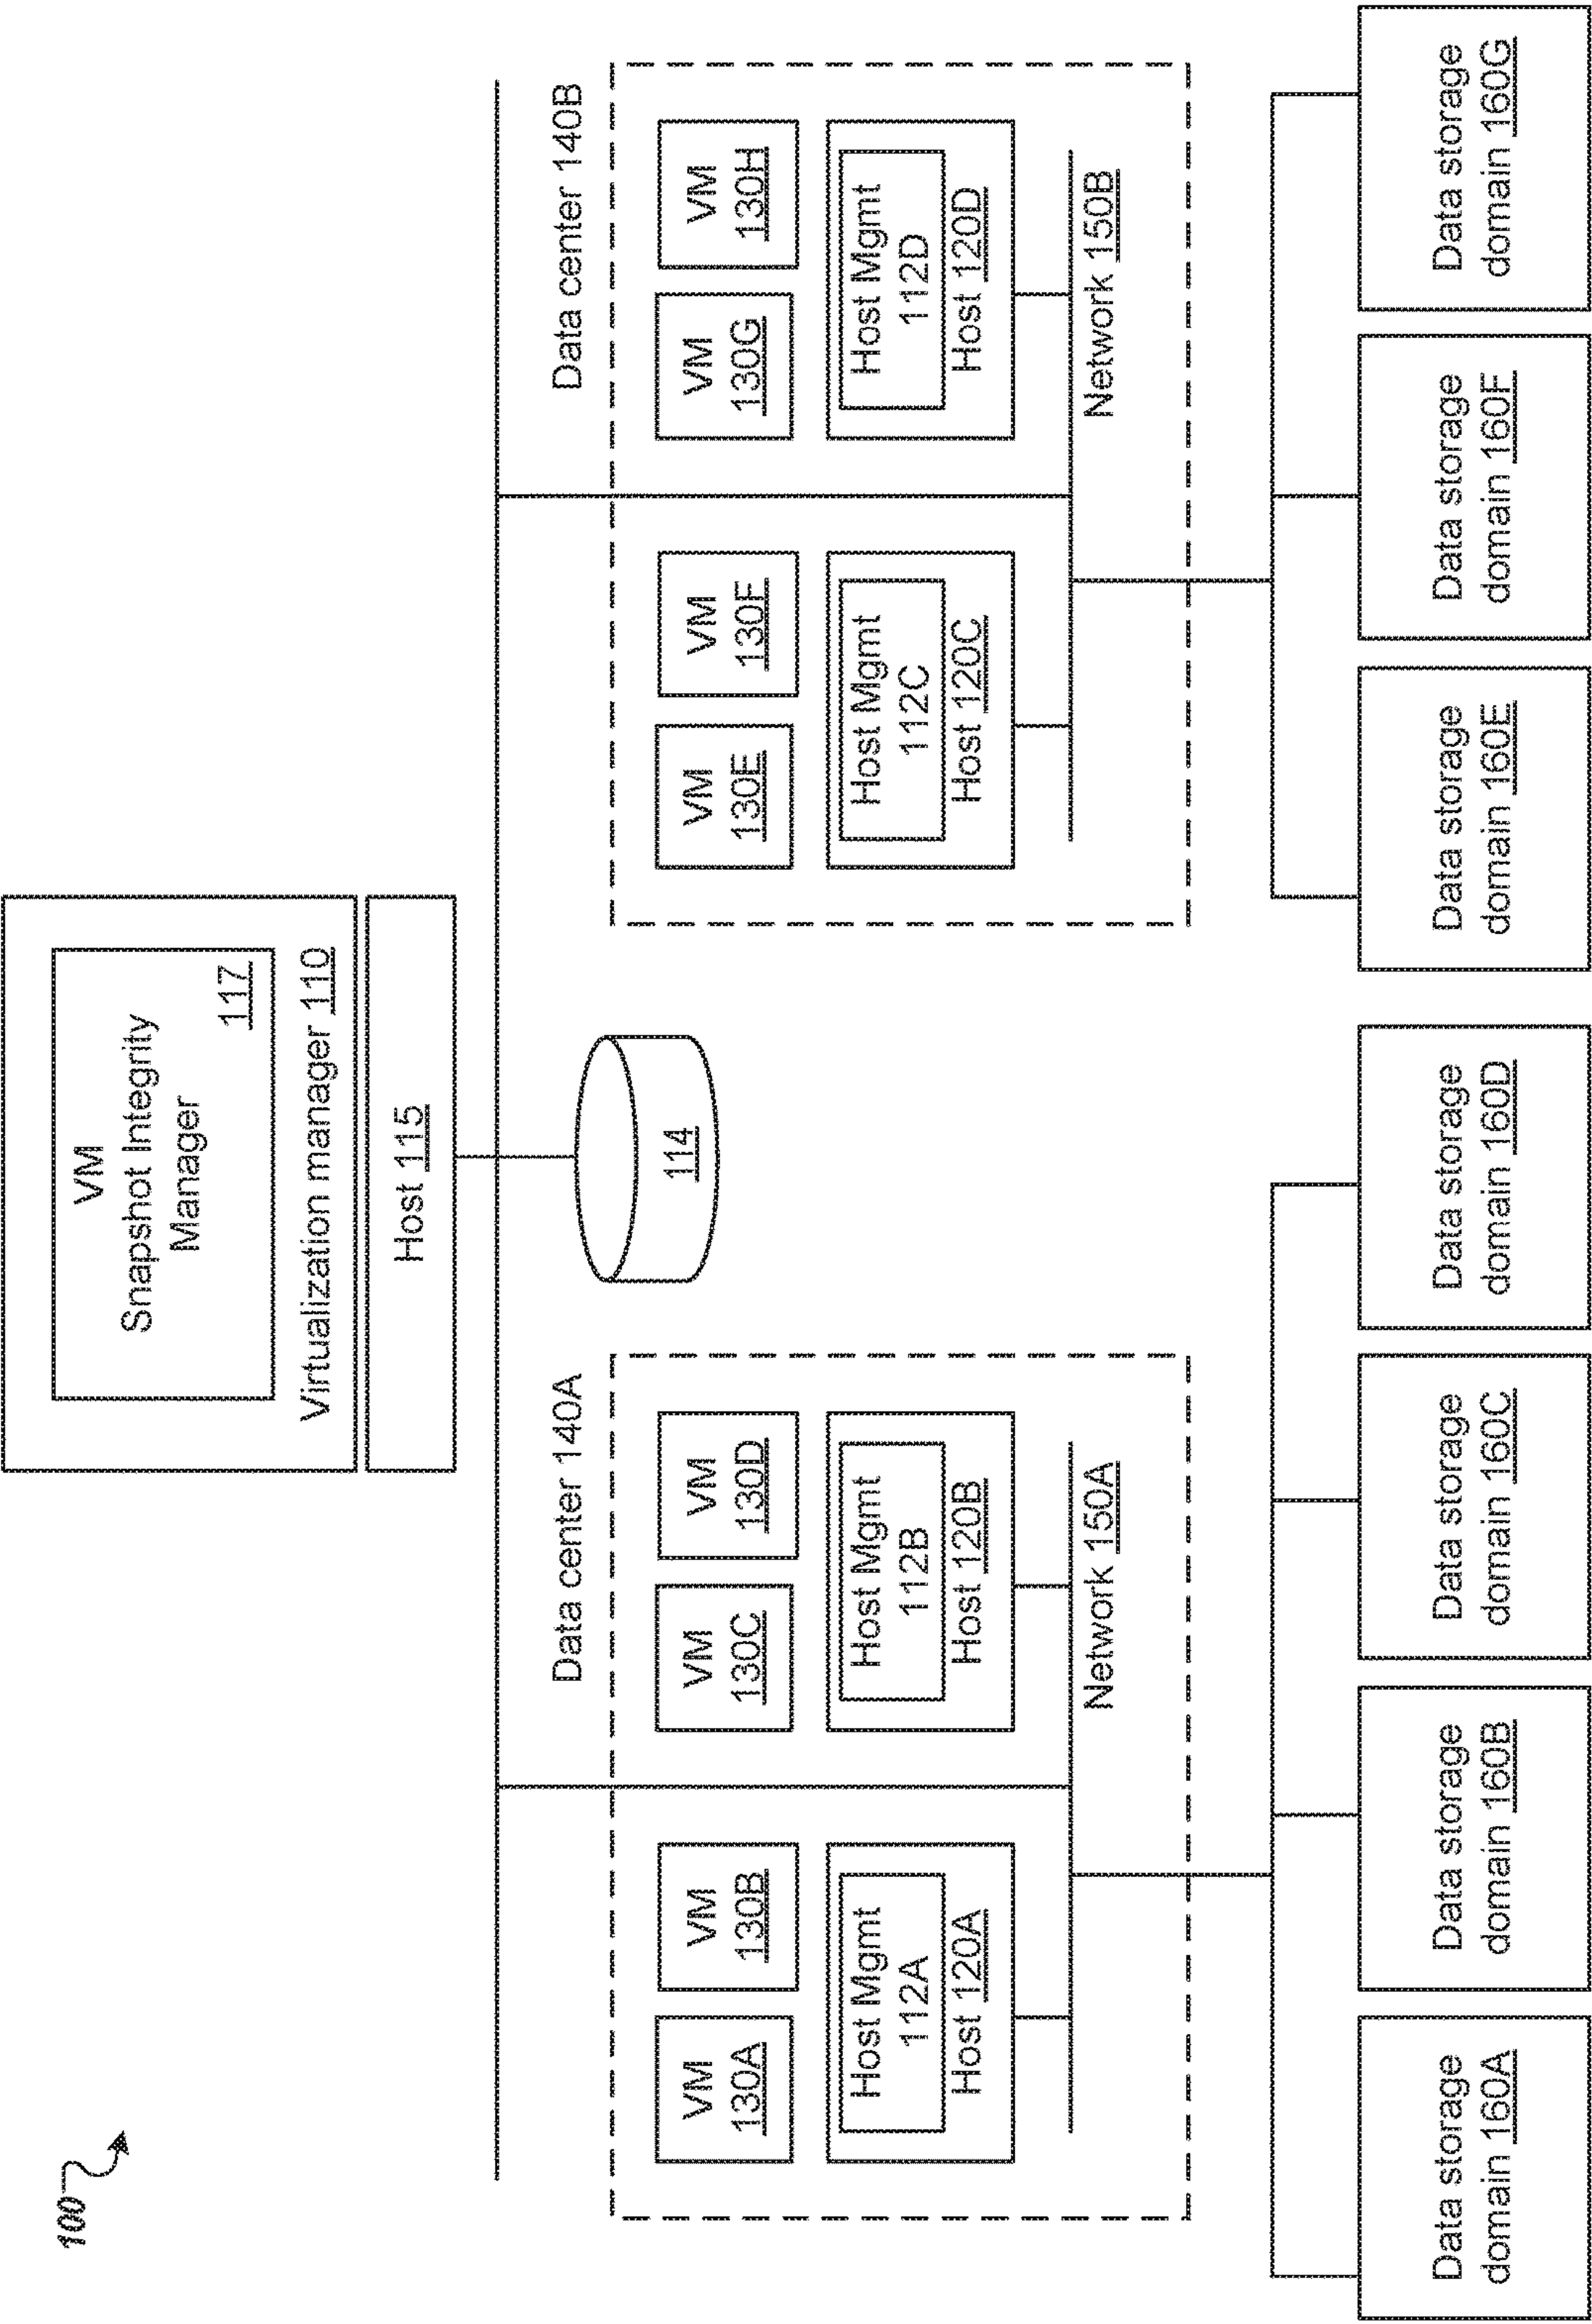 100
VM
Snapshot Integrity
Manager
117
Virtualization manager 110
Host 115
114
Data center 140A
VM
130A
VM
130B
VM
130C
VM
130D
Host Mgmt
112A
Host 120A
Host Mgmt
112B
Host 120B
Network 150A
Data center 140B
VM
130E
VM
130F
VM
130G
VM
130H
Host Mgmt
112C
Host 120C
Host Mgmt
112D
Host 120D
Network 150B
Data storage
domain 160A
Data storage
domain 160B
Data storage
domain 160C
Data storage
domain 160D
Data storage
domain 160E
Data storage
domain 160F
Data storage
domain 160G